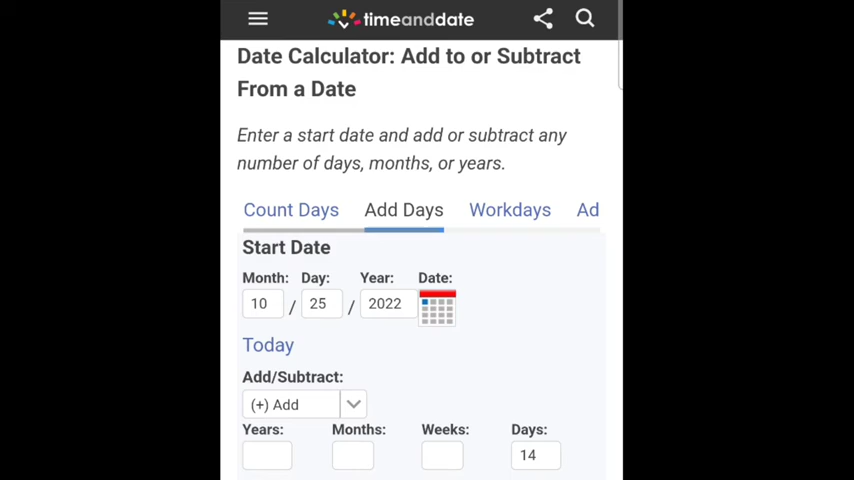 timeanddate
Date Calculator: Add to or Subtract
From a Date
Enter a start date and add or subtract any
number of days, months, or years.
Count Days Add Days Workdays Ad
Start Date
Month: Day: Year: Date:
10 / 25 / 2022
Today
Add/Subtract:
(+) Add
Years: Months: Weeks: Days:
14